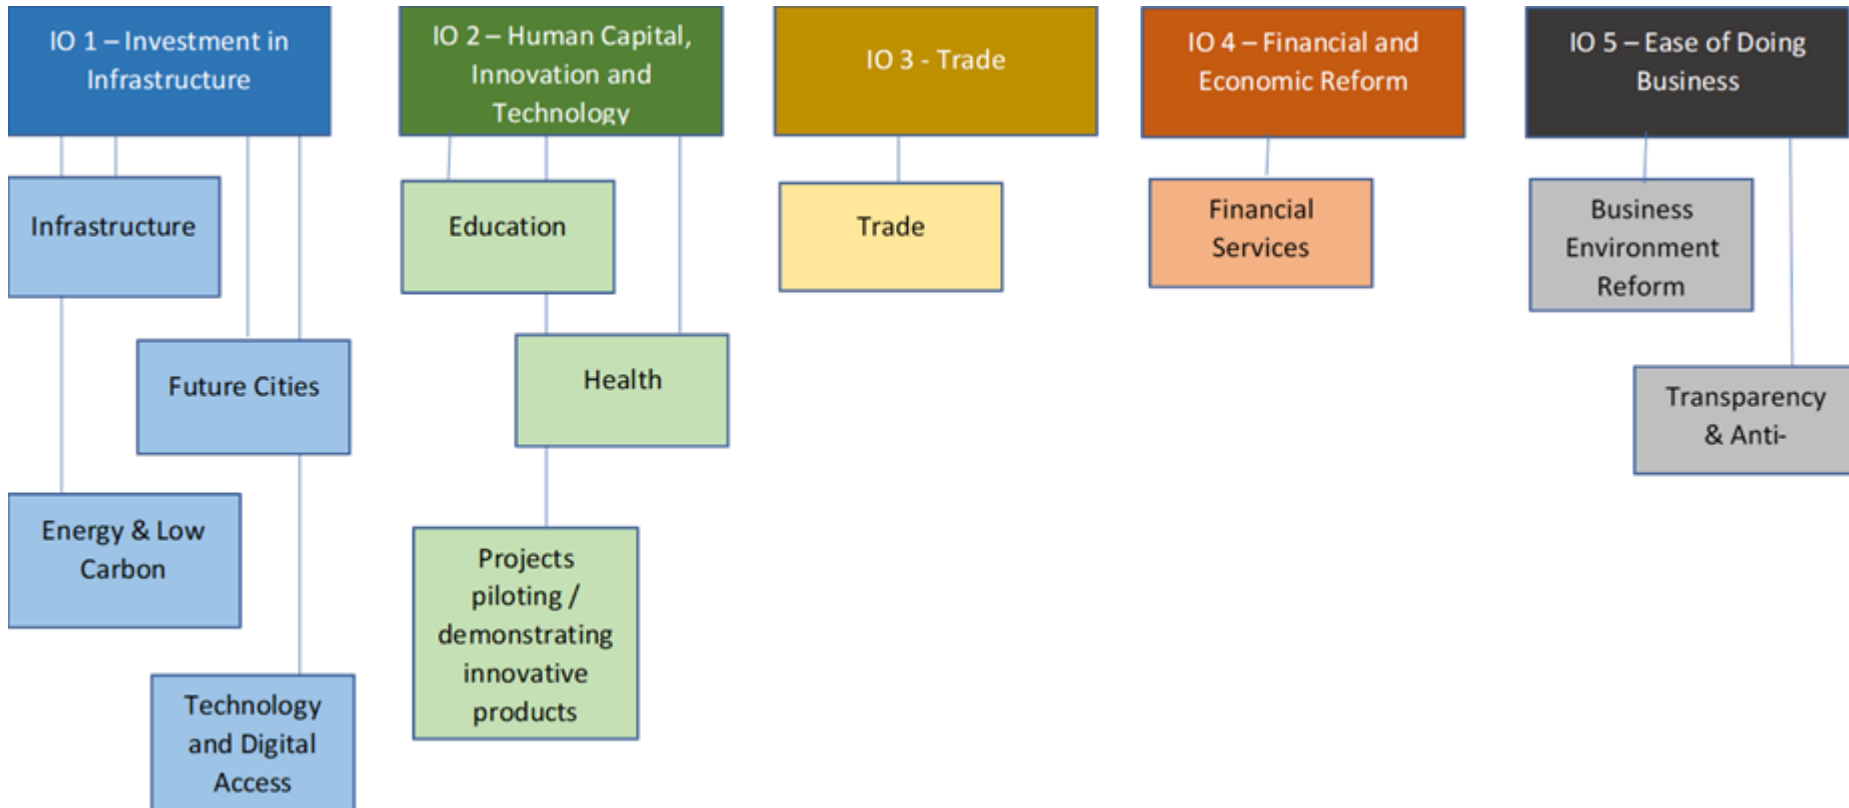 IO 1 – Investment in
Infrastructure
IO 2 – Human Capital,
Innovation and
Technology
IO 3 - Trade
IO 4 – Financial and
Economic Reform
IO 5 – Ease of Doing
Business
Infrastructure
Future Cities
Energy & Low
Carbon
Technology
and Digital
Access
Education
Health
Projects
piloting /
demonstrating
innovative
products
Trade
Financial
Services
Business
Environment
Reform
Transparency
& Anti-